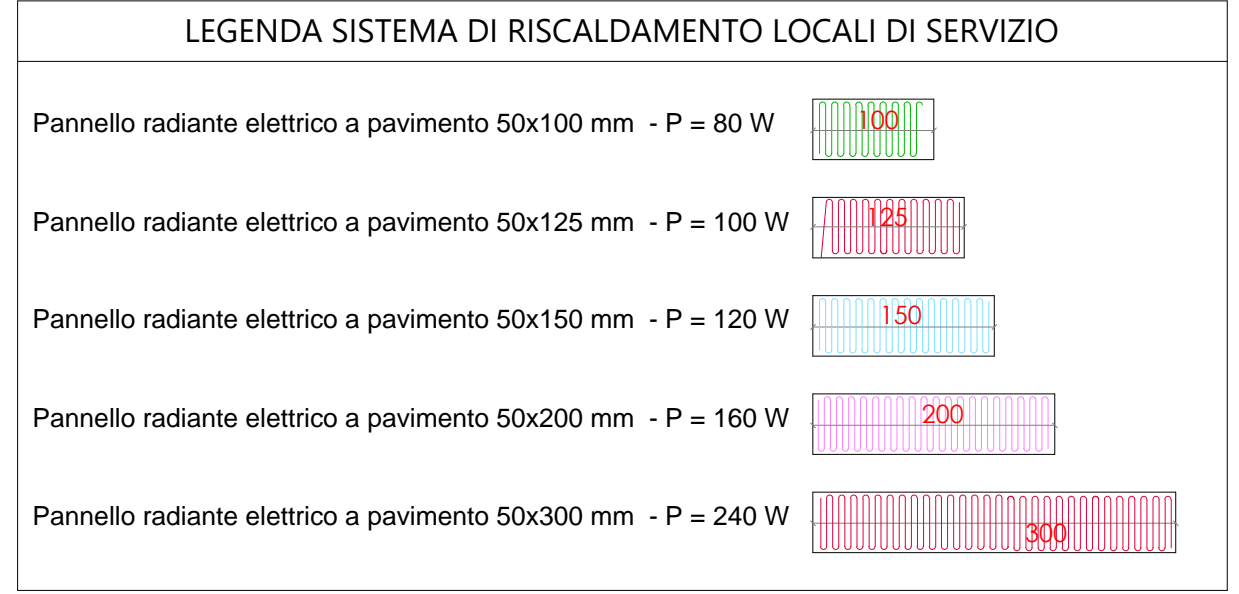 LEGENDA SISTEMA DI RISCALDAMENTO LOCALI DI SERVIZIO
Pannello radiante elettrico a pavimento 50x100 mm - P = 80 W
100
Pannello radiante elettrico a pavimento 50x125 mm - P = 100 W
125
Pannello radiante elettrico a pavimento 50x150 mm - P = 120 W
150
Pannello radiante elettrico a pavimento 50x200 mm - P = 160 W
200
Pannello radiante elettrico a pavimento 50x300 mm - P = 240 W
300